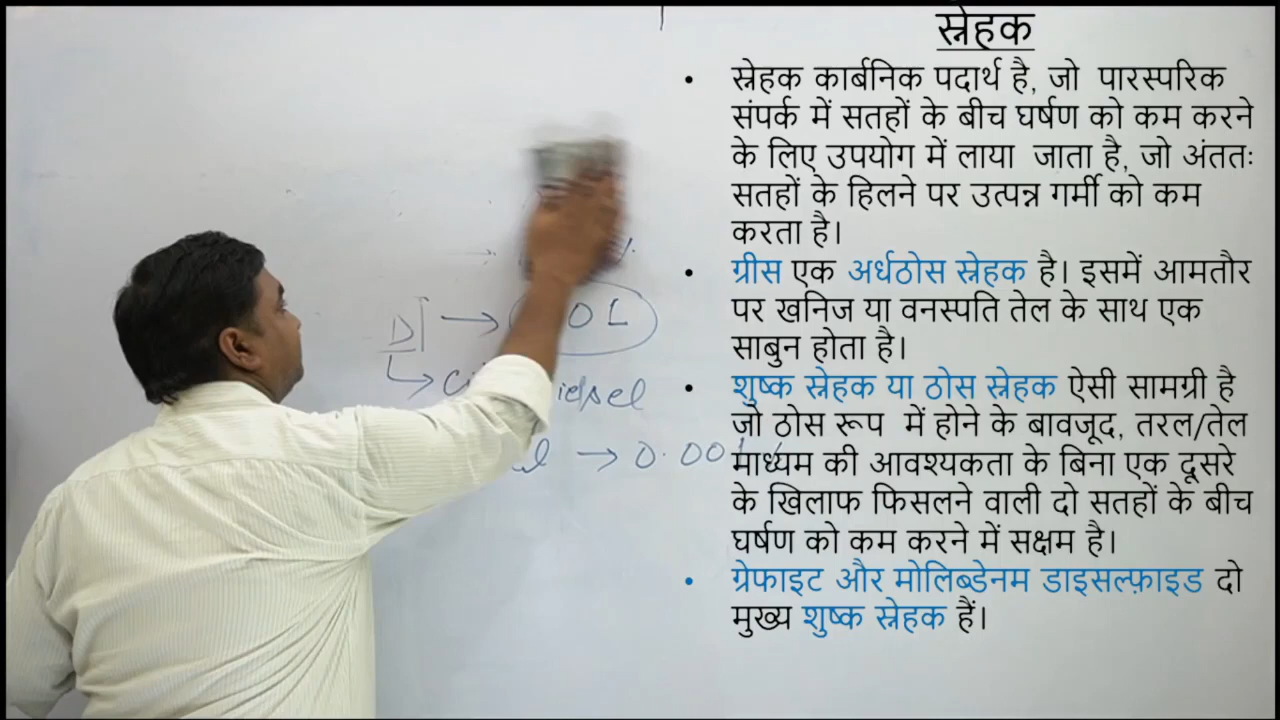 स्नेहक
• स्नेहक कार्बनिक पदार्थ है, जो पारस्परिक
संपर्क में सतहों के बीच घर्षण को कम करने
के लिए उपयोग में लाया जाता है, जो अंततः
सतहों के हिलने पर उत्पन्न गर्मी को कम
करता है।
• ग्रीस एक अर्धठोस स्नेहक है। इसमें आमतौर
पर खनिज या वनस्पति तेल के साथ एक
साबुन होता है।
• शुष्क स्नेहक या ठोस स्नेहक ऐसी सामग्री है
जो ठोस रूप में होने के बावजूद, तरल/तेल
माध्यम की आवश्यकता के बिना एक दूसरे
के खिलाफ फिसलने वाली दो सतहों के बीच
घर्षण को कम करने में सक्षम है।
• ग्रेफाइट और मोलिब्डेनम डाइसल्फ़ाइड दो
मुख्य शुष्क स्नेहक हैं।
→ OL
→
→ 0.00